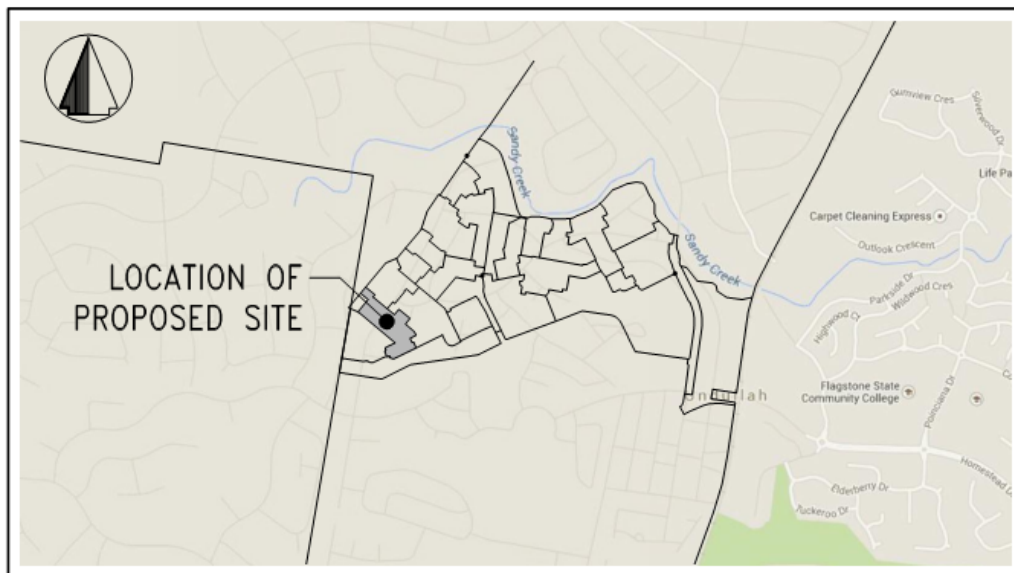 Gumview Cres
Silverwood Dr
Life Pa
Carpet Cleaning Express
Outlook Crescent
Sandy Creek
Sandy Creek
LOCATION OF
PROPOSED SITE
Parkside Dr
Wildwood Cres
Highwood Ct
Flagstone State
Community College
Poinciana Dr
Homestead D
Elderberry Dr
Tuckeroo Dr